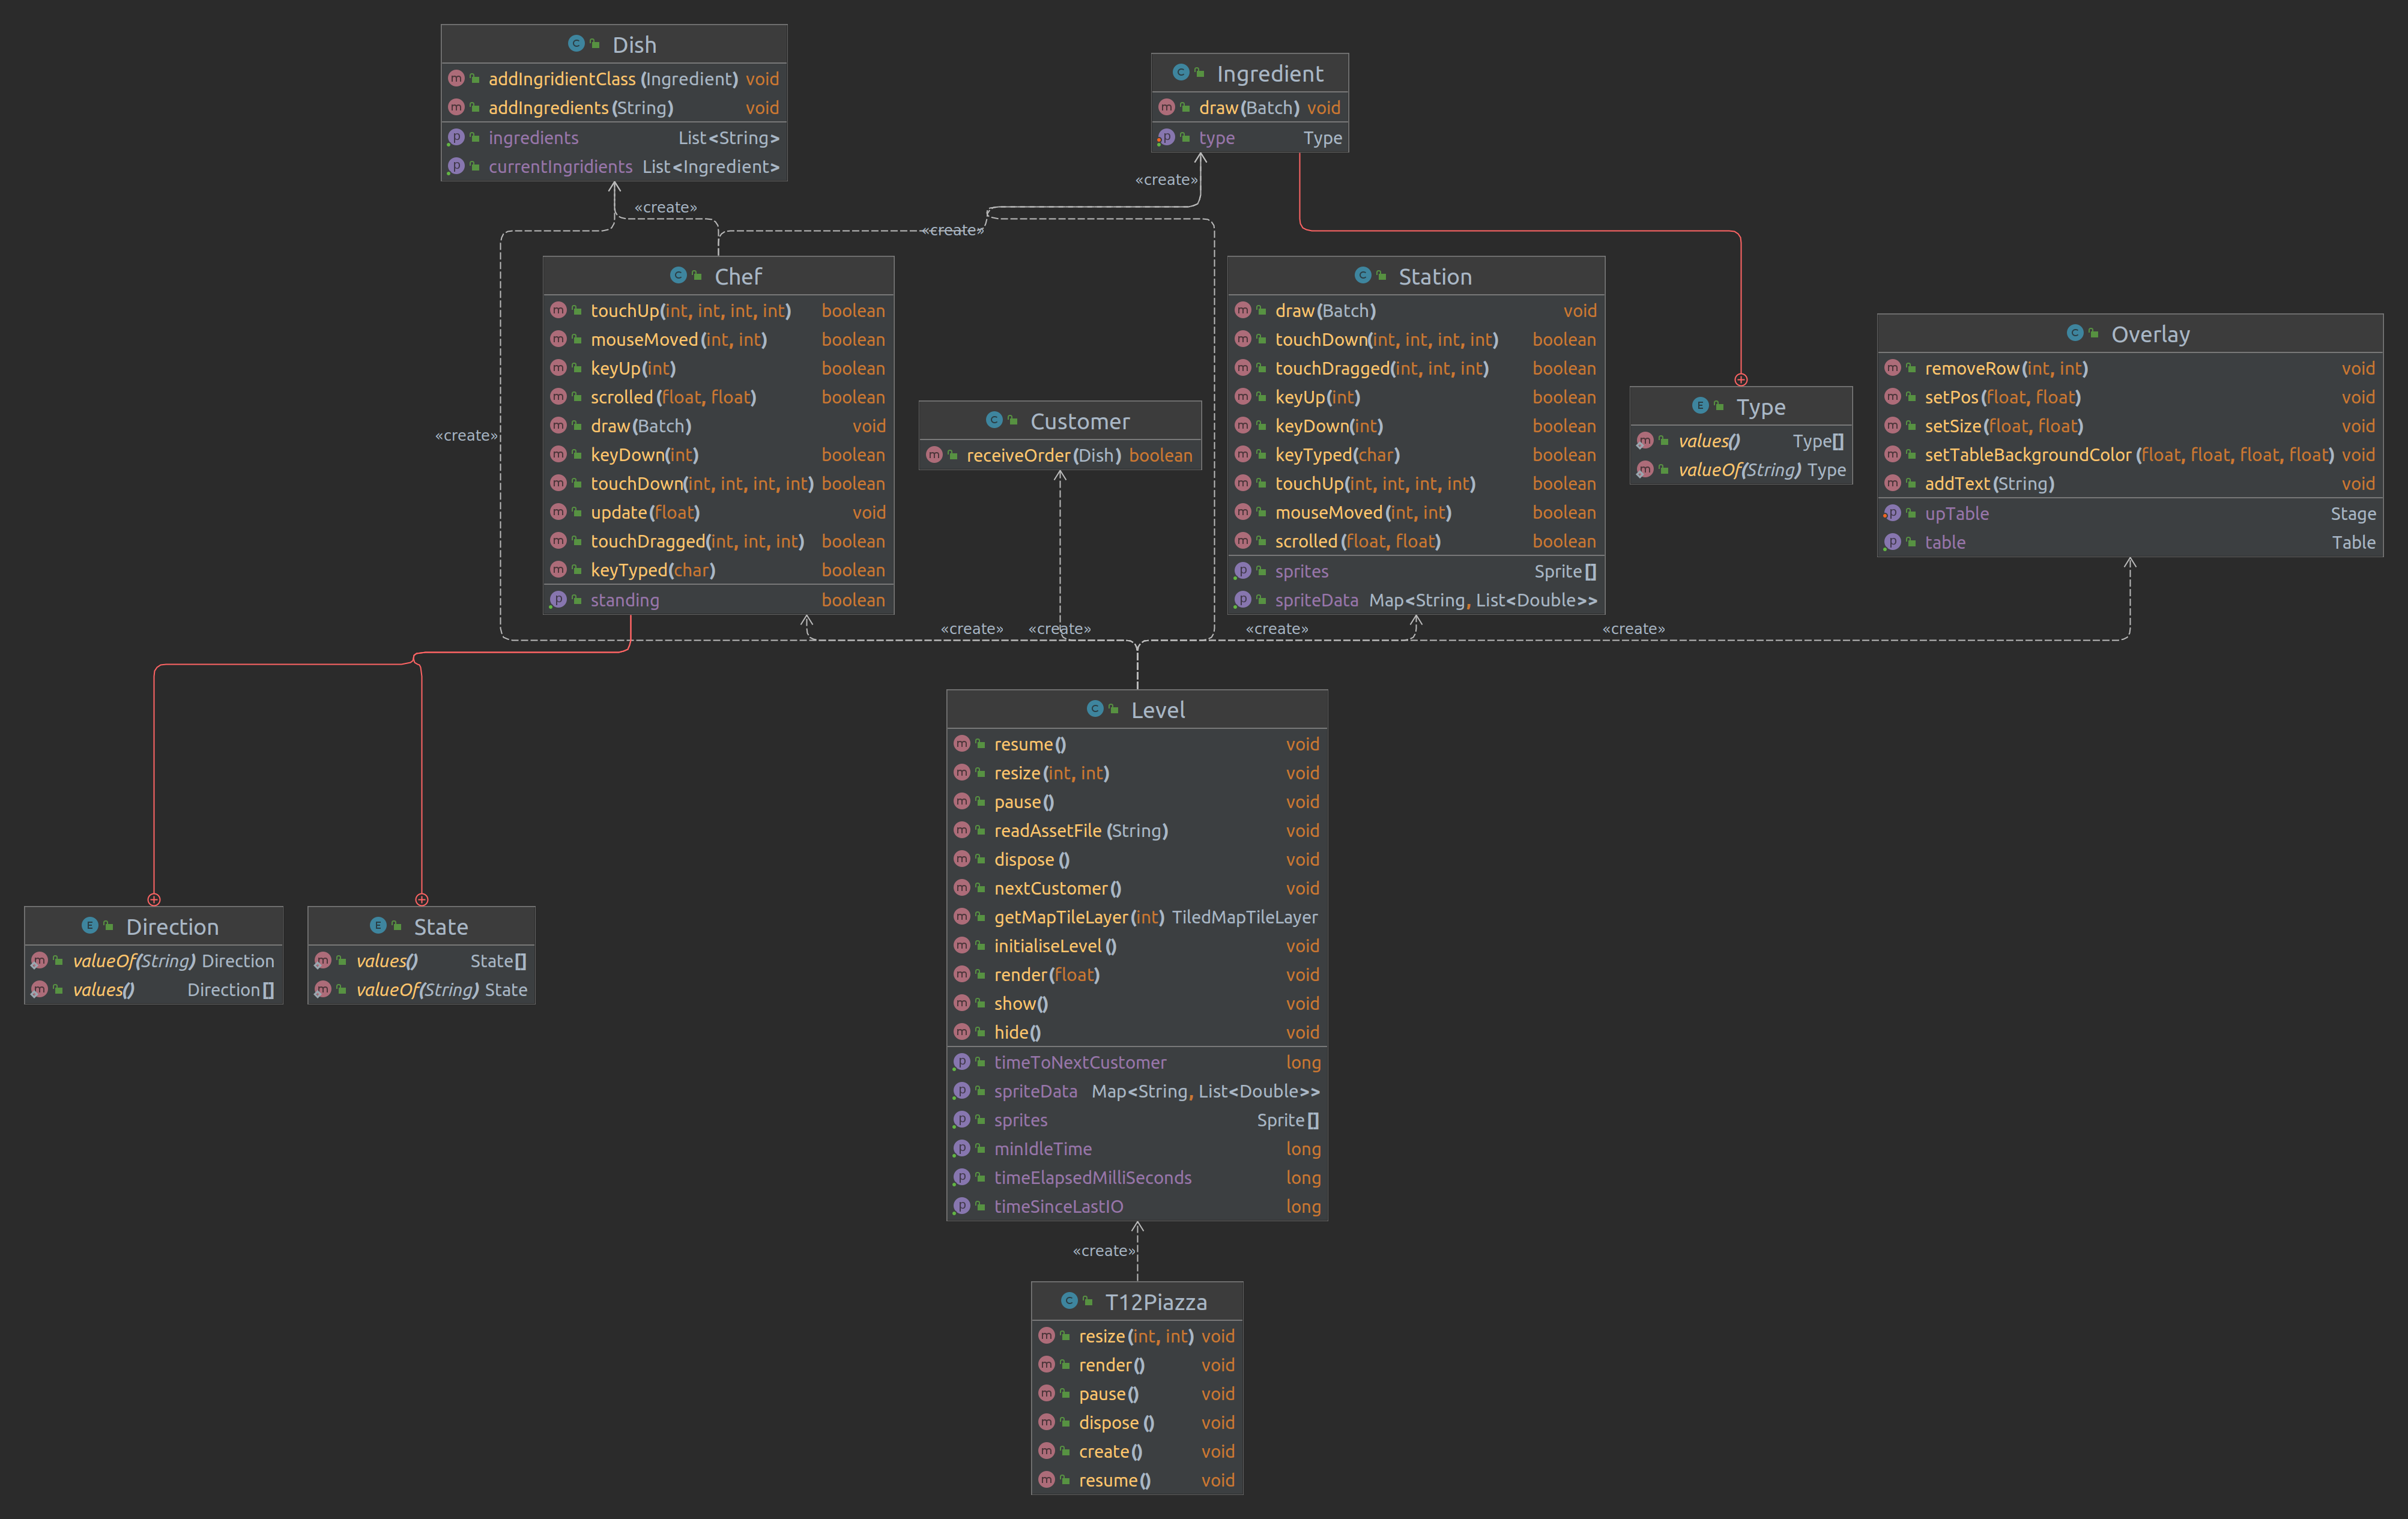 Dish
addIngridientClass (Ingredient) void
addIngredients (String) void
ingredients List<String>
currentIngridients List<Ingredient>
Ingredient
draw(Batch) void
type Type
«create»
«create»
«create»
Chef
touchUp(int, int, int, int) boolean
mouseMoved (int, int) boolean
keyUp(int) boolean
scrolled (float, float) boolean
draw(Batch) void
keyDown(int) boolean
touchDown(int, int, int, int) boolean
update(float) void
touchDragged(int, int, int) boolean
keyTyped(char) boolean
standing boolean
Station
draw(Batch) void
touchDown(int, int, int, int) boolean
touchDragged(int, int, int) boolean
keyUp(int) boolean
keyDown(int) boolean
keyTyped(char) boolean
touchUp(int, int, int, int) boolean
mouseMoved (int, int) boolean
scrolled (float, float) boolean
sprites Sprite[]
spriteData Map<String, List<Double>>
Overlay
removeRow (int, int) void
setPos(float, float) void
setSize(float, float) void
setTableBackgroundColor (float, float, float, float) void
addText(String) void
upTable Stage
table Table
Customer
receiveOrder(Dish) boolean
Type
values() Type[]
valueOf(String) Type
«create»
«create»
«create»
«create»
«create»
Level
resume() void
resize(int, int) void
pause() void
readAssetFile (String) void
dispose () void
nextCustomer() void
getMapTileLayer(int) TiledMapTileLayer
initialiseLevel () void
render(float) void
show() void
hide() void
timeToNextCustomer long
spriteData Map<String, List<Double>>
sprites Sprite[]
minIdleTime long
timeElapsedMilliSeconds long
timeSinceLastIO long
Direction
valueOf(String) Direction
values() Direction[]
State
values() State[]
valueOf(String) State
«create»
T12Piazza
resize(int, int) void
render() void
pause() void
dispose () void
create() void
resume() void